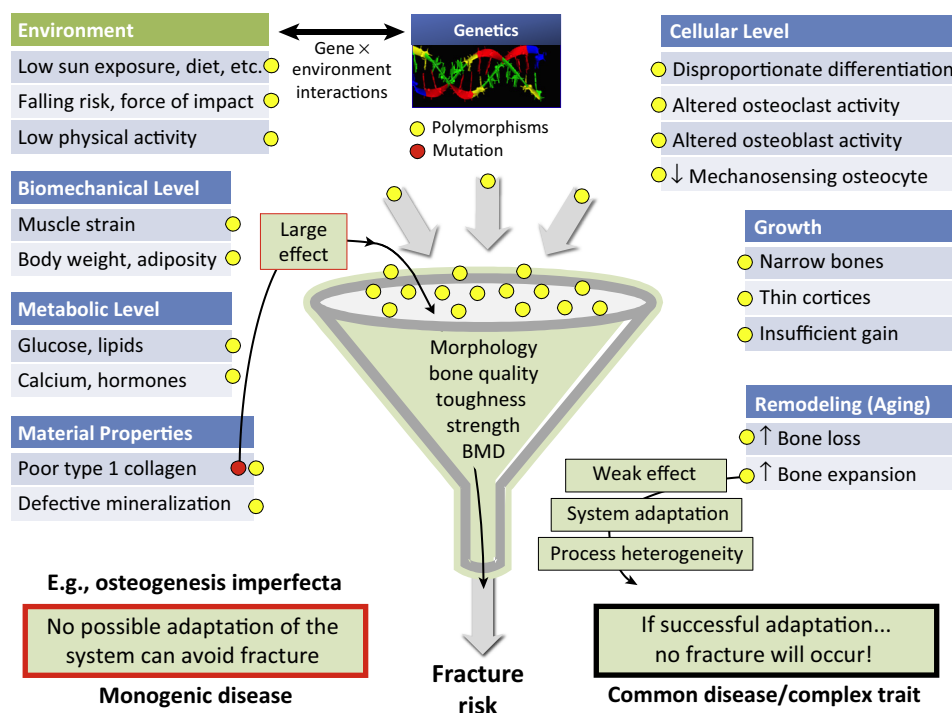 Environment
Low sun exposure, diet, etc.
Falling risk, force of impact
Low physical activity
Gene ×
environment
interactions
Genetics
Polymorphisms
Mutation
Cellular Level
Disproportionate differentiation
Altered osteoclast activity
Altered osteoblast activity
↓ Mechanosensing osteocyte
Biomechanical Level
Muscle strain
Body weight, adiposity
Large
effect
Growth
Narrow bones
Thin cortices
Insufficient gain
Metabolic Level
Glucose, lipids
Calcium, hormones
Morphology
bone quality
toughness
strength
BMD
Material Properties
Poor type 1 collagen
Defective mineralization
Remodeling (Aging)
↑ Bone loss
↑ Bone expansion
Weak effect
System adaptation
Process heterogeneity
E.g., osteogenesis imperfecta
No possible adaptation of the
system can avoid fracture
Monogenic disease
Fracture
risk
If successful adaptation...
no fracture will occur!
Common disease/complex trait